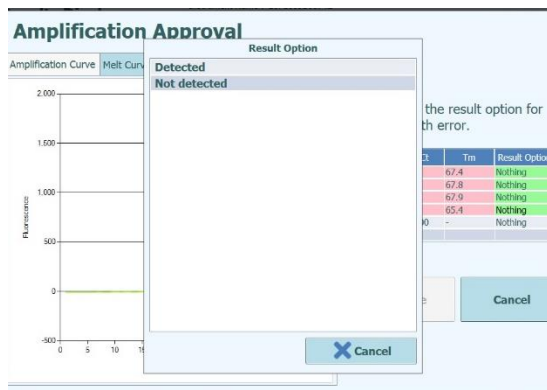 Amplification Approval
Result Option
Amplification Curve Melt Curv
Detected
Not detected
2.000
1.500
1.000
500
0
-500
Fluorescence
0 5 10
the result option for
th error.
Ct Tm Result Optio
67.4 Nothing
67.8 Nothing
67.9 Nothing
65.4 Nothing
- Nothing
Cancel
Cancel